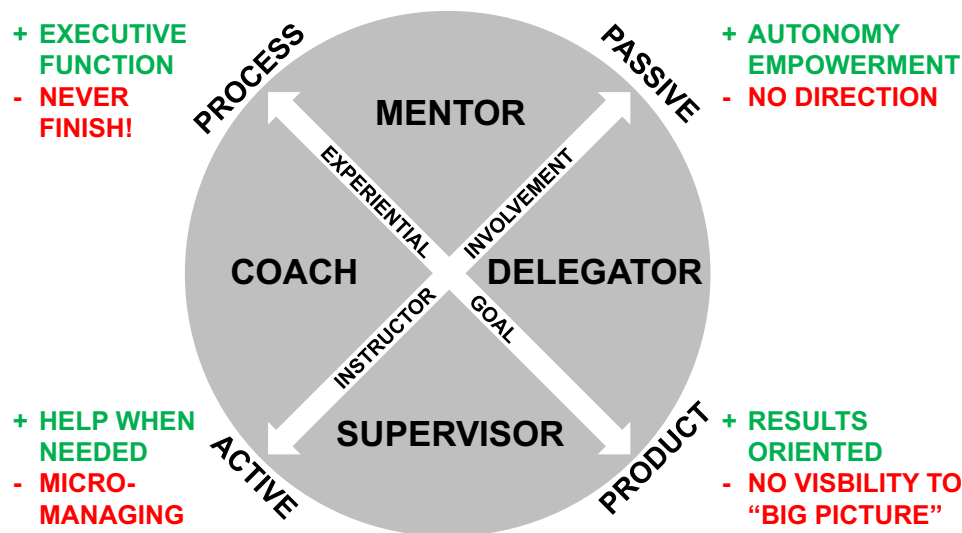 + EXECUTIVE
FUNCTION
- NEVER
FINISH!
PROCESS
PASSIVE
+ AUTONOMY
EMPOWERMENT
- NO DIRECTION
MENTOR
EXPERIENTIAL
INVOLVEMENT
COACH
DELEGATOR
INSTRUCTOR
GOAL
SUPERVISOR
+ HELP WHEN
NEEDED
- MICRO-
MANAGING
ACTIVE
PRODUCT
+ RESULTS
ORIENTED
- NO VISBILITY TO
“BIG PICTURE”